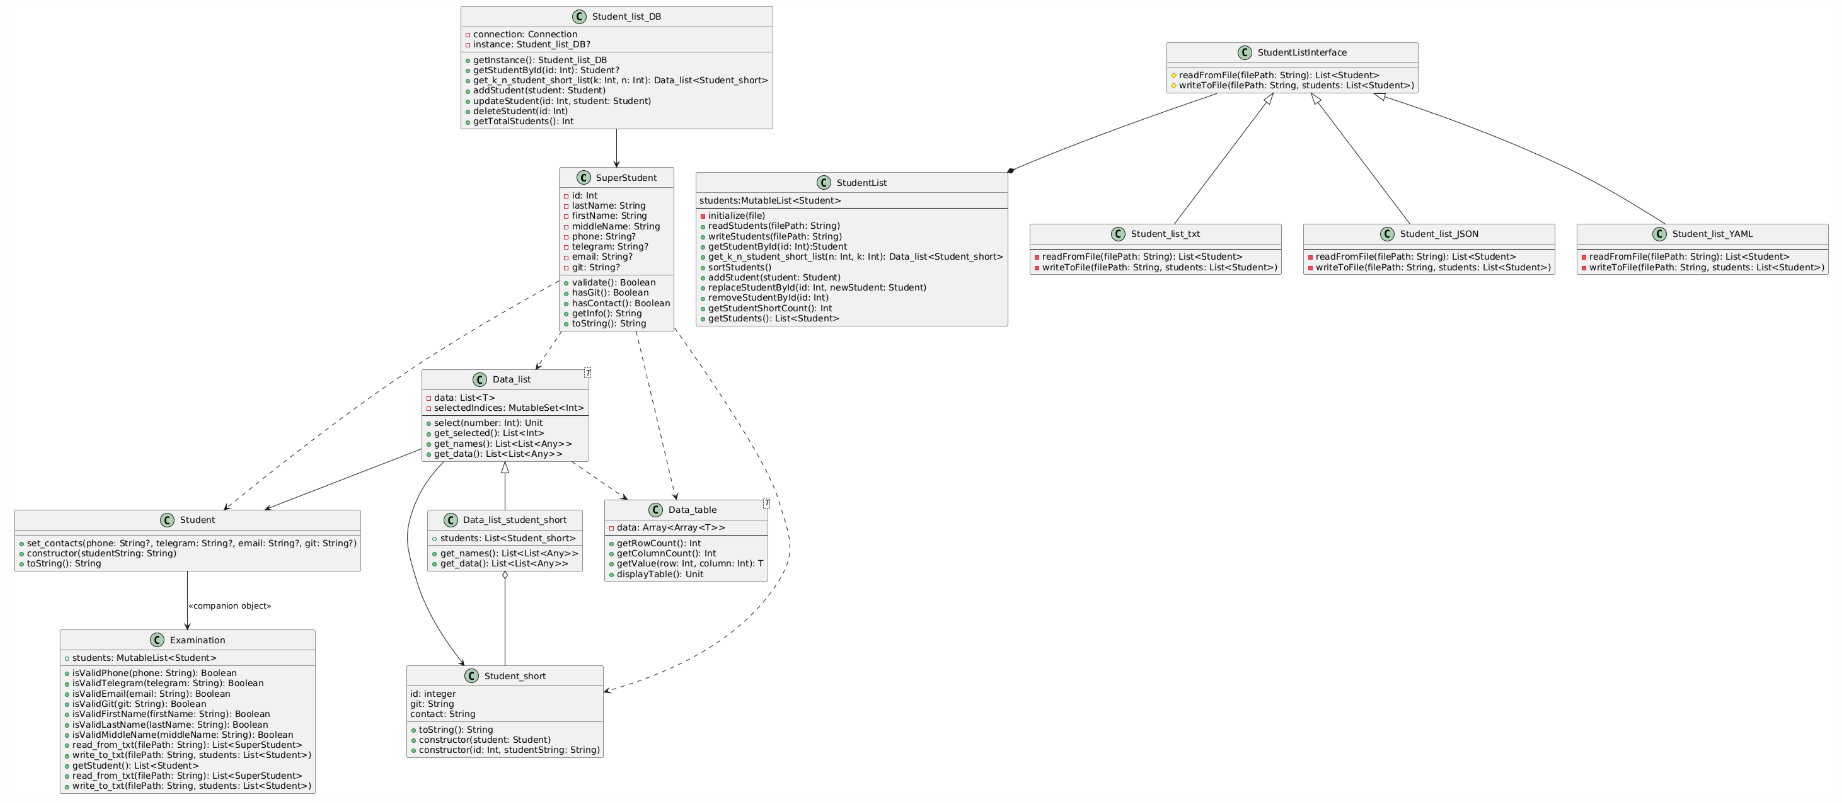 Student_list_DB
connection: Connection
instance: Student_list_DB?
getInstance(): Student_list_DB
getStudentById(id: Int): Student?
get_k_n_student_short_list(k: Int, n: Int): Data_list<Student_short>
addStudent(student: Student)
updateStudent(id: Int, student: Student)
deleteStudent(id: Int)
getTotalStudents(): Int
StudentListInterface
readFromFile(filePath: String): List<Student>
writeToFile(filePath: String, students: List<Student>)
SuperStudent
id: Int
lastName: String
firstName: String
middleName: String
phone: String?
telegram: String?
email: String?
git: String?
validate(): Boolean
hasGit(): Boolean
hasContact(): Boolean
getInfo(): String
toString(): String
StudentList
students:MutableList<Student>
initialize(file)
readStudents(filePath: String)
writeStudents(filePath: String)
getStudentById(id: Int):Student
get_k_n_student_short_list(n: Int, k: Int): Data_list<Student_short>
sortStudents()
addStudent(student: Student)
replaceStudentById(id: Int, newStudent: Student)
removeStudentById(id: Int)
getStudentShortCount(): Int
getStudents(): List<Student>
Student_list_txt
readFromFile(filePath: String): List<Student>
writeToFile(filePath: String, students: List<Student>)
Student_list_JSON
readFromFile(filePath: String): List<Student>
writeToFile(filePath: String, students: List<Student>)
Student_list_YAML
readFromFile(filePath: String): List<Student>
writeToFile(filePath: String, students: List<Student>)
Data_list
T
data: List<T>
selectedIndices: MutableSet<Int>
select(number: Int): Unit
get_selected(): List<Int>
get_names(): List<List<Any>>
get_data(): List<List<Any>>
Student
set_contacts(phone: String?, telegram: String?, email: String?, git: String?)
constructor(studentString: String)
toString(): String
Data_list_student_short
students: List<Student_short>
get_names(): List<List<Any>>
get_data(): List<List<Any>>
Data_table
T
data: Array<Array<T>>
getRowCount(): Int
getColumnCount(): Int
getValue(row: Int, column: Int): T
displayTable(): Unit
«companion object»
Examination
students: MutableList<Student>
isValidPhone(phone: String): Boolean
isValidTelegram(telegram: String): Boolean
isValidEmail(email: String): Boolean
isValidGit(git: String): Boolean
isValidFirstName(firstName: String): Boolean
isValidLastName(lastName: String): Boolean
isValidMiddleName(middleName: String): Boolean
read_from_txt(filePath: String): List<SuperStudent>
write_to_txt(filePath: String, students: List<Student>)
getStudent(): List<Student>
read_from_txt(filePath: String): List<SuperStudent>
write_to_txt(filePath: String, students: List<Student>)
Student_short
id: integer
git: String
contact: String
toString(): String
constructor(student: Student)
constructor(id: Int, studentString: String)